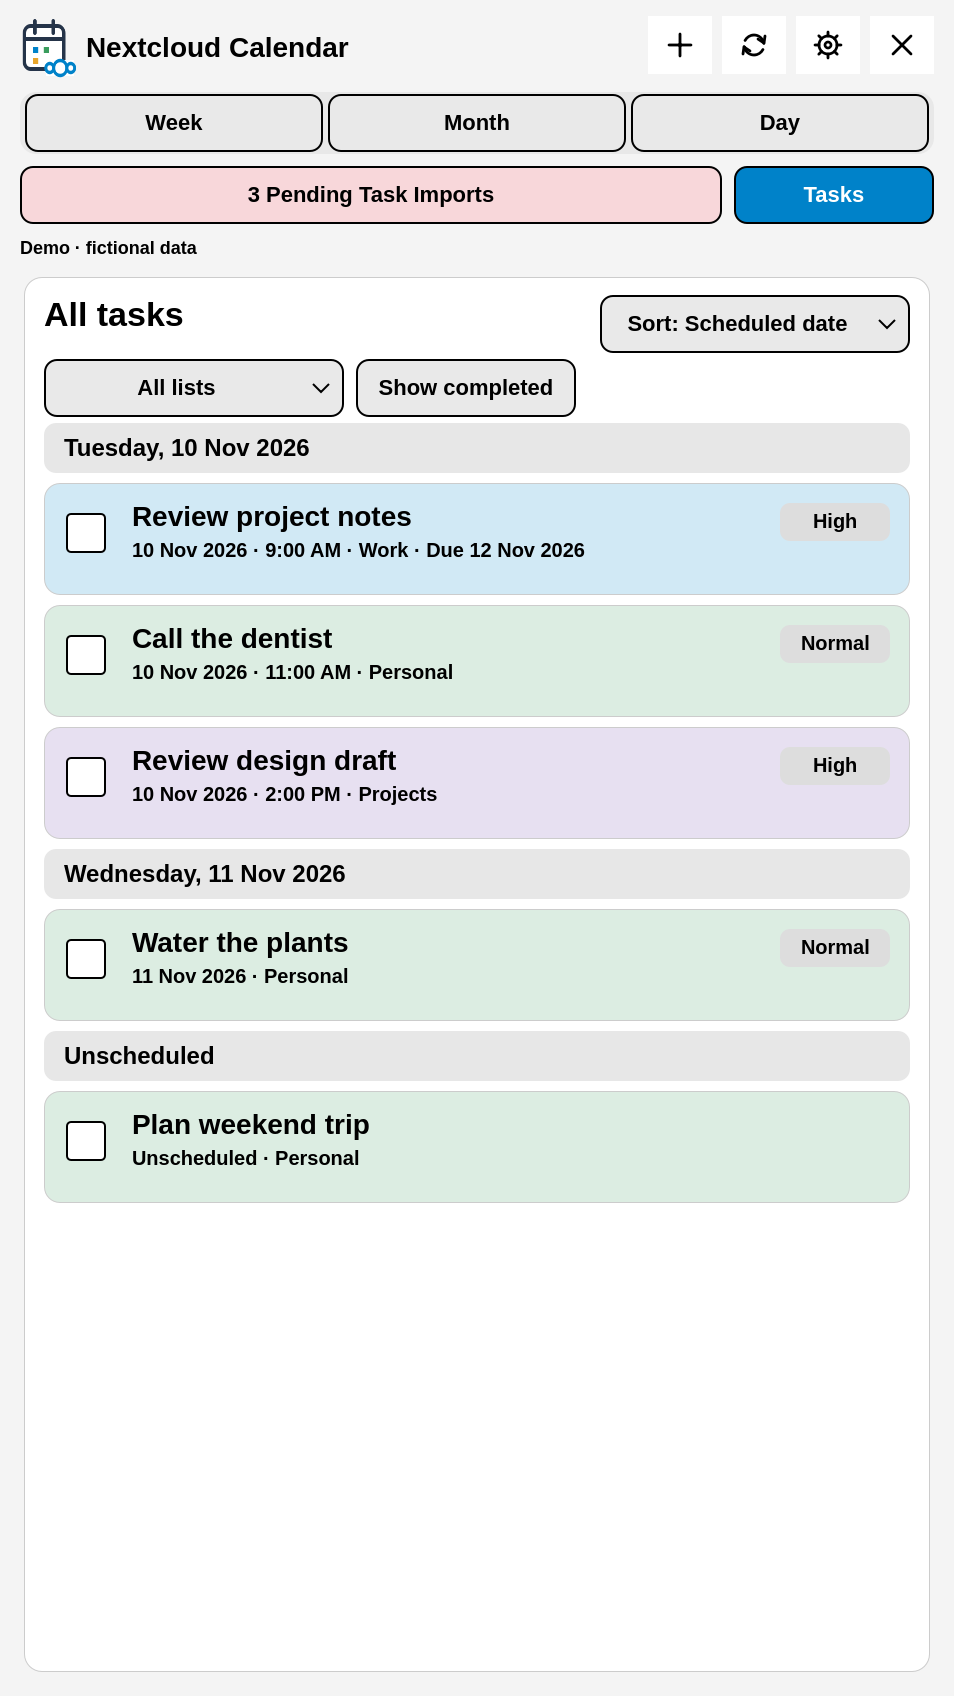 Nextcloud Calendar
Week Month Day
3 Pending Task Imports Tasks
Demo · fictional data
All tasks Sort: Scheduled date
All lists Show completed
Tuesday, 10 Nov 2026
Review project notes High
10 Nov 2026 · 9:00 AM · Work · Due 12 Nov 2026
Call the dentist Normal
10 Nov 2026 · 11:00 AM · Personal
Review design draft High
10 Nov 2026 · 2:00 PM · Projects
Wednesday, 11 Nov 2026
Water the plants Normal
11 Nov 2026 · Personal
Unscheduled
Plan weekend trip
Unscheduled · Personal